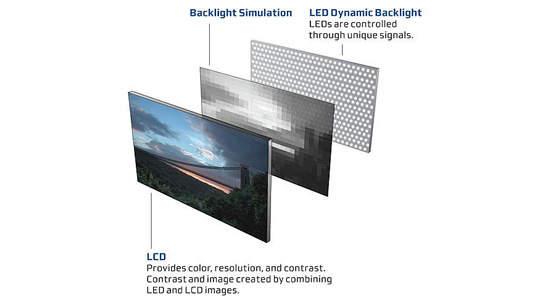 Backlight Simulation
LED Dynamic Backlight
LEDs are controlled
through unique signals.
LCD
Provides color, resolution, and contrast.
Contrast and image created by combining
LED and LCD images.